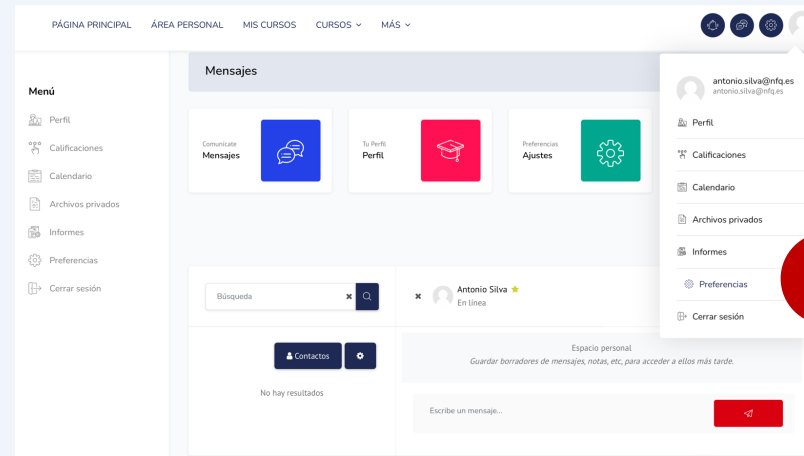 PÁGINA PRINCIPAL ÁREA PERSONAL MIS CURSOS CURSOS MÁS
Mensajes
antonio.silva@nfq.es
antonio.silva@nfq.es
Menú
Perfil
Calificaciones
Calendario
Archivos privados
Informes
Preferencias
Cerrar sesión
Comunicate
Mensajes
Tu Perfil
Perfil
Preferencias
Ajustes
Perfil
Calificaciones
Calendario
Archivos privados
Informes
Preferencias
Cerrar sesión
Búsqueda
Antonio Silva
En línea
Contactos
No hay resultados
Espacio personal
Guardar borradores de mensajes, notas, etc, para acceder a ellos más tarde.
Escribe un mensaje...